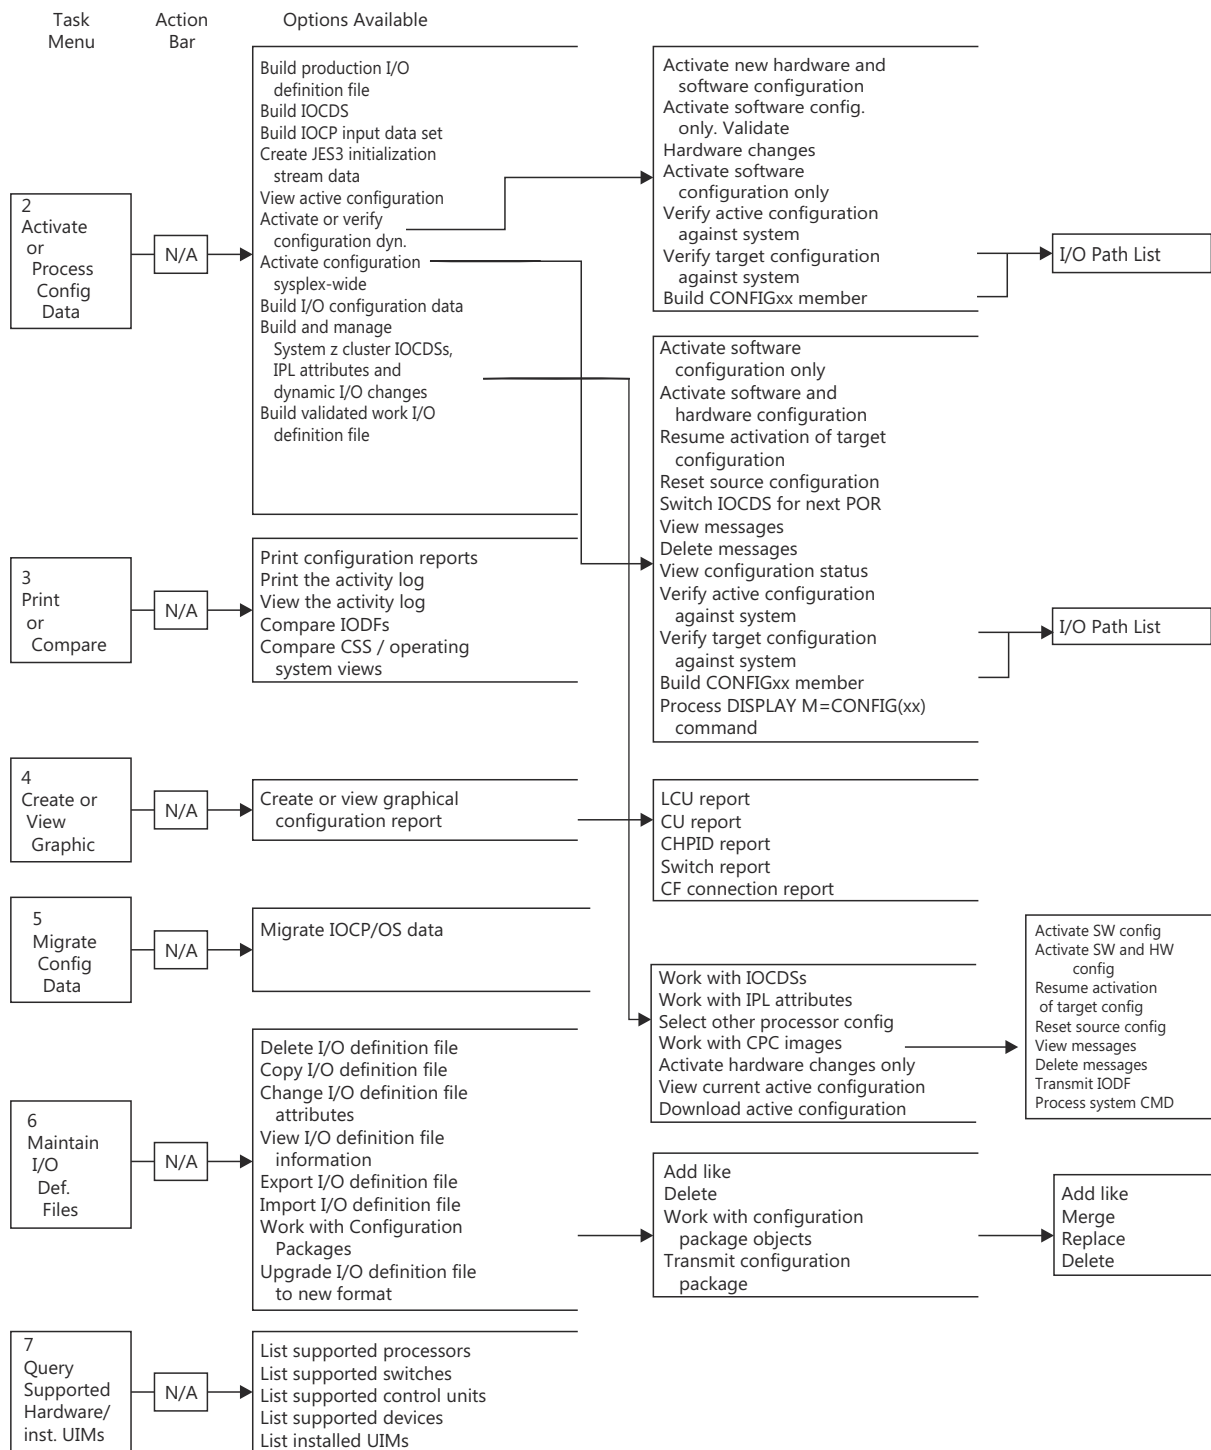 Task
Menu
Action
Bar
Options Available
2
Activate
or
Process
Config
Data
N/A
Build production I/O
definition file
Build IOCDS
Build IOCP input data set
Create JES3 initialization
stream data
View active configuration
Activate or verify
configuration dyn.
Activate configuration
sysplex-wide
Build I/O configuration data
Build and manage
System z cluster IOCDSs,
IPL attributes and
dynamic I/O changes
Build validated work I/O
definition file
Activate new hardware and
software configuration
Activate software config.
only. Validate
Hardware changes
Activate software
configuration only
Verify active configuration
against system
Verify target configuration
against system
Build CONFIGxx member
I/O Path List
Activate software
configuration only
Activate software and
hardware configuration
Resume activation of target
configuration
Reset source configuration
Switch IOCDS for next POR
View messages
Delete messages
View configuration status
Verify active configuration
against system
Verify target configuration
against system
Build CONFIGxx member
Process DISPLAY M=CONFIG(xx)
command
I/O Path List
3
Print
or
Compare
N/A
Print configuration reports
Print the activity log
View the activity log
Compare IODFs
Compare CSS / operating
system views
4
Create or
View
Graphic
N/A
Create or view graphical
configuration report
LCU report
CU report
CHPID report
Switch report
CF connection report
5
Migrate
Config
Data
N/A
Migrate IOCP/OS data
Work with IOCDSs
Work with IPL attributes
Select other processor config
Work with CPC images
Activate hardware changes only
View current active configuration
Download active configuration
Activate SW config
Activate SW and HW
config
Resume activation
of target config
Reset source config
View messages
Delete messages
Transmit IODF
Process system CMD
6
Maintain
I/O
Def.
Files
N/A
Delete I/O definition file
Copy I/O definition file
Change I/O definition file
attributes
View I/O definition file
information
Export I/O definition file
Import I/O definition file
Work with Configuration
Packages
Upgrade I/O definition file
to new format
Add like
Delete
Work with configuration
package objects
Transmit configuration
package
Add like
Merge
Replace
Delete
7
Query
Supported
Hardware/
inst. UIMs
N/A
List supported processors
List supported switches
List supported control units
List supported devices
List installed UIMs